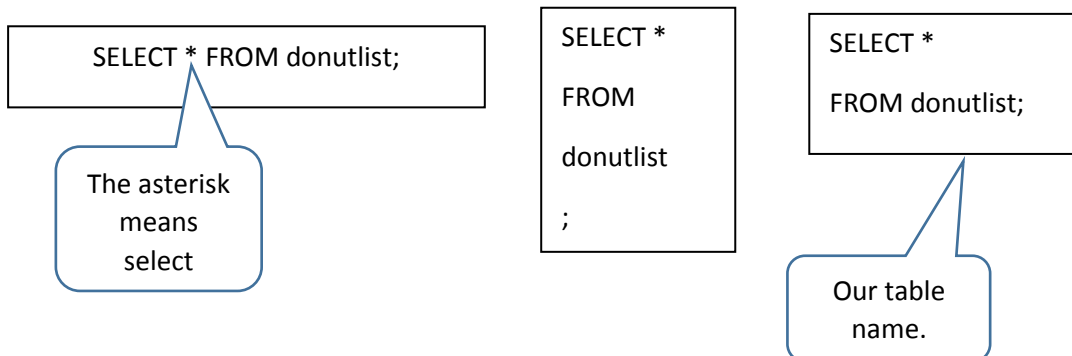 SELECT * FROM donutlist;
The asterisk
means
select
SELECT *
FROM
donutlist
;
SELECT *
FROM donutlist;
Our table
name.